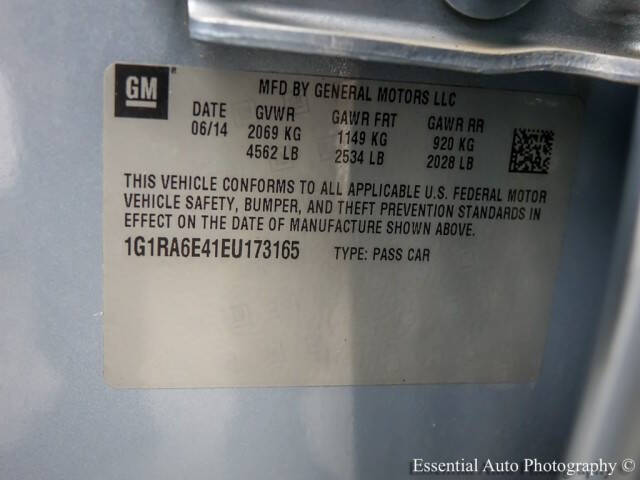 GM
MFD BY GENERAL MOTORS LLC
DATE GVWR GAWR FRT GAWR RR
06/14 2069 KG 1149 KG 920 KG
4562 LB 2534 LB 2028 LB
THIS VEHICLE CONFORMS TO ALL APPLICABLE U.S. FEDERAL MOTOR
VEHICLE SAFETY, BUMPER, AND THEFT PREVENTION STANDARDS IN
EFFECT ON THE DATE OF MANUFACTURE SHOWN ABOVE.
1G1RA6E41EU173165 TYPE: PASS CAR
Essential Auto Photography ©